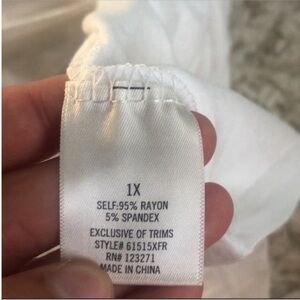 1X
SELF:95% RAYON
5% SPANDEX
EXCLUSIVE OF TRIMS
STYLE# 61515XFR
RN# 123271
MADE IN CHINA